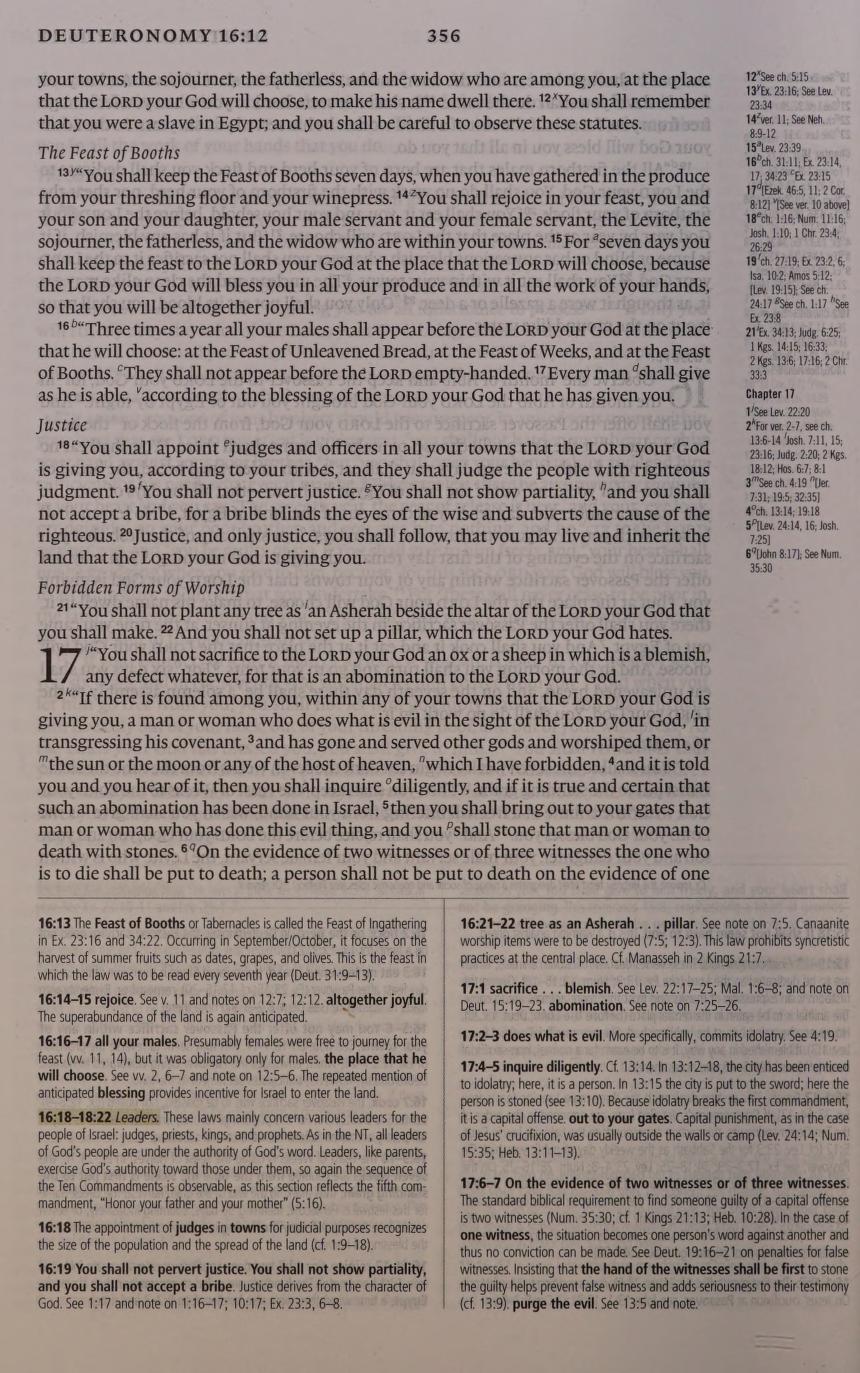 DEUTERONOMY 16:12
356
your towns, the sojourner, the fatherless, and the widow who are among you, at the place
that the LORD your God will choose, to make his name dwell there. 12xYou shall remember
that you were a slave in Egypt; and you shall be careful to observe these statutes.
The Feast of Booths
13y“You shall keep the Feast of Booths seven days, when you have gathered in the produce
from your threshing floor and your winepress. 14zYou shall rejoice in your feast, you and
your son and your daughter, your male servant and your female servant, the Levite, the
sojourner, the fatherless, and the widow who are within your towns. 15For aseven days you
shall keep the feast to the LORD your God at the place that the LORD will choose, because
the LORD your God will bless you in all your produce and in all the work of your hands,
so that you will be altogether joyful.
16b“Three times a year all your males shall appear before the LORD your God at the place
that he will choose: at the Feast of Unleavened Bread, at the Feast of Weeks, and at the Feast
of Booths. cThey shall not appear before the LORD empty-handed. 17Every man dshall give
as he is able, vaccording to the blessing of the LORD your God that he has given you.
Justice
18“You shall appoint ejudges and officers in all your towns that the LORD your God
is giving you, according to your tribes, and they shall judge the people with righteous
judgment. 19fYou shall not pervert justice. gYou shall not show partiality, hand you shall
not accept a bribe, for a bribe blinds the eyes of the wise and subverts the cause of the
righteous. 20Justice, and only justice, you shall follow, that you may live and inherit the
land that the LORD your God is giving you.
Forbidden Forms of Worship
21“You shall not plant any tree as ian Asherah beside the altar of the LORD your God that
you shall make. 22And you shall not set up a pillar, which the LORD your God hates.
17 j“You shall not sacrifice to the LORD your God an ox or a sheep in which is a blemish,
any defect whatever, for that is an abomination to the LORD your God.
2k“If there is found among you, within any of your towns that the LORD your God is
giving you, a man or woman who does what is evil in the sight of the LORD your God, lin
transgressing his covenant, 3and has gone and served other gods and worshiped them, or
mthe sun or the moon or any of the host of heaven, nwhich I have forbidden, 4and it is told
you and you hear of it, then you shall inquire odiligently, and if it is true and certain that
such an abomination has been done in Israel, 5then you shall bring out to your gates that
man or woman who has done this evil thing, and you pshall stone that man or woman to
death with stones. 6qOn the evidence of two witnesses or of three witnesses the one who
is to die shall be put to death; a person shall not be put to death on the evidence of one
12xSee ch. 5:15
13yEx. 23:16; See Lev.
23:34
14zver. 11; See Neh.
8:9-12
15aLev. 23:39
16bch. 31:11; Ex. 23:14,
17; 34:23 cEx. 23:15
17d[Ezek. 46:5, 11; 2 Cor.
8:12] v[See ver. 10 above]
18ech. 1:16; Num. 11:16;
Josh. 1:10; 1 Chr. 23:4;
26:29
19fch. 27:19; Ex. 23:2, 6;
Isa. 10:2; Amos 5:12;
[Lev. 19:15]; See ch.
24:17 gSee ch. 1:17 hSee
Ex. 23:8
21iEx. 34:13; Judg. 6:25;
1 Kgs. 14:15; 16:33;
2 Kgs. 13:6; 17:16; 2 Chr.
33:3
Chapter 17
1jSee Lev. 22:20
2kFor ver. 2-7, see ch.
13:6-14 lJosh. 7:11, 15;
23:16; Judg. 2:20; 2 Kgs.
18:12; Hos. 6:7; 8:1
3mSee ch. 4:19 n[Jer.
7:31; 19:5; 32:35]
4och. 13:14; 19:18
5p[Lev. 24:14, 16; Josh.
7:25]
6q[John 8:17]; See Num.
35:30
16:13 The Feast of Booths or Tabernacles is called the Feast of Ingathering
in Ex. 23:16 and 34:22. Occurring in September/October, it focuses on the
harvest of summer fruits such as dates, grapes, and olives. This is the feast in
which the law was to be read every seventh year (Deut. 31:9–13).
16:14–15 rejoice. See v. 11 and notes on 12:7; 12:12. altogether joyful.
The superabundance of the land is again anticipated.
16:16–17 all your males. Presumably females were free to journey for the
feast (vv. 11, 14), but it was obligatory only for males. the place that he
will choose. See vv. 2, 6–7 and note on 12:5–6. The repeated mention of
anticipated blessing provides incentive for Israel to enter the land.
16:18–18:22 Leaders. These laws mainly concern various leaders for the
people of Israel: judges, priests, kings, and prophets. As in the NT, all leaders
of God’s people are under the authority of God’s word. Leaders, like parents,
exercise God’s authority toward those under them, so again the sequence of
the Ten Commandments is observable, as this section reflects the fifth com-
mandment, “Honor your father and your mother” (5:16).
16:18 The appointment of judges in towns for judicial purposes recognizes
the size of the population and the spread of the land (cf. 1:9–18).
16:19 You shall not pervert justice. You shall not show partiality,
and you shall not accept a bribe. Justice derives from the character of
God. See 1:17 and note on 1:16–17; 10:17; Ex. 23:3, 6–8.
16:21–22 tree as an Asherah . . . pillar. See note on 7:5. Canaanite
worship items were to be destroyed (7:5; 12:3). This law prohibits syncretistic
practices at the central place. Cf. Manasseh in 2 Kings 21:7.
17:1 sacrifice . . . blemish. See Lev. 22:17–25; Mal. 1:6–8; and note on
Deut. 15:19–23. abomination. See note on 7:25–26.
17:2–3 does what is evil. More specifically, commits idolatry. See 4:19.
17:4–5 inquire diligently. Cf. 13:14. In 13:12–18, the city has been enticed
to idolatry; here, it is a person. In 13:15 the city is put to the sword; here the
person is stoned (see 13:10). Because idolatry breaks the first commandment,
it is a capital offense. out to your gates. Capital punishment, as in the case
of Jesus’ crucifixion, was usually outside the walls or camp (Lev. 24:14; Num.
15:35; Heb. 13:11–13).
17:6–7 On the evidence of two witnesses or of three witnesses.
The standard biblical requirement to find someone guilty of a capital offense
is two witnesses (Num. 35:30; cf. 1 Kings 21:13; Heb. 10:28). In the case of
one witness, the situation becomes one person’s word against another and
thus no conviction can be made. See Deut. 19:16–21 on penalties for false
witnesses. Insisting that the hand of the witnesses shall be first to stone
the guilty helps prevent false witness and adds seriousness to their testimony
(cf. 13:9). purge the evil. See 13:5 and note.